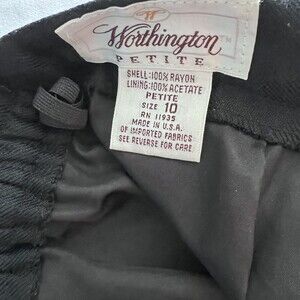 W
Worthington™
PETITE
SHELL:100% RAYON
LINING:100% ACETATE
PETITE
SIZE 10
RN 11935
MADE IN U.S.A.
OF IMPORTED FABRICS
SEE REVERSE FOR CARE